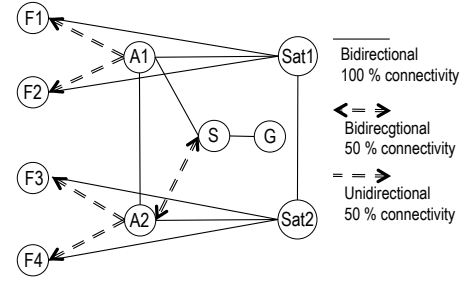 F1
A1
Sat1
F2
S
G
F3
A2
Sat2
F4
Bidirectional
100 % connectivity
Bidirecgtional
50 % connectivity
Unidirectional
50 % connectivity